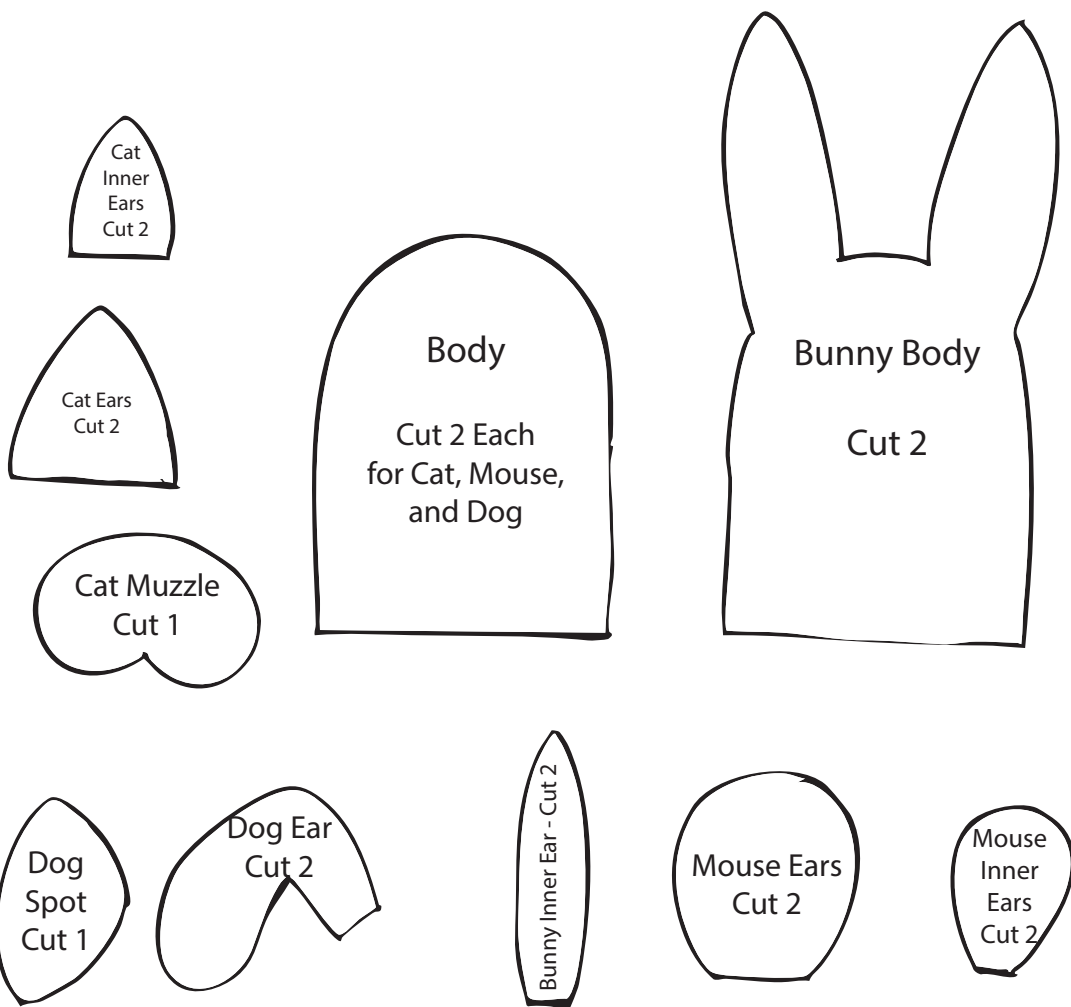 Cat
Inner
Ears
Cut 2
Cat Ears
Cut 2
Body
Cut 2 Each
for Cat, Mouse,
and Dog
Bunny Body
Cut 2
Cat Muzzle
Cut 1
Dog
Spot
Cut 1
Dog Ear
Cut 2
Bunny Inner Ear - Cut 2
Mouse Ears
Cut 2
Mouse
Inner
Ears
Cut 2